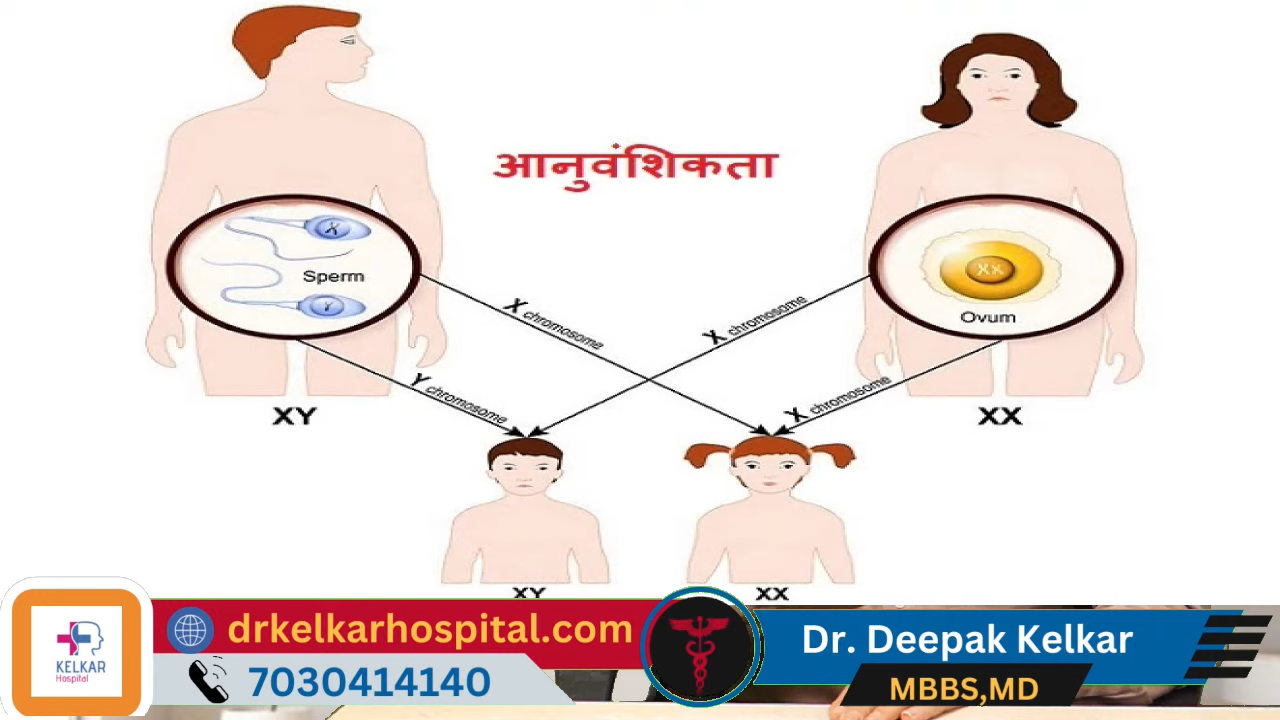 आनुवंशिकता
X
Sperm
Y
Xx
Ovum
X chromosome
X chromosome
Y chromosome
X chromosome
XY
XX
XY
XX
KELKAR
Hospital
drkelkarhospital.com
7030414140
Dr. Deepak Kelkar
MBBS,MD